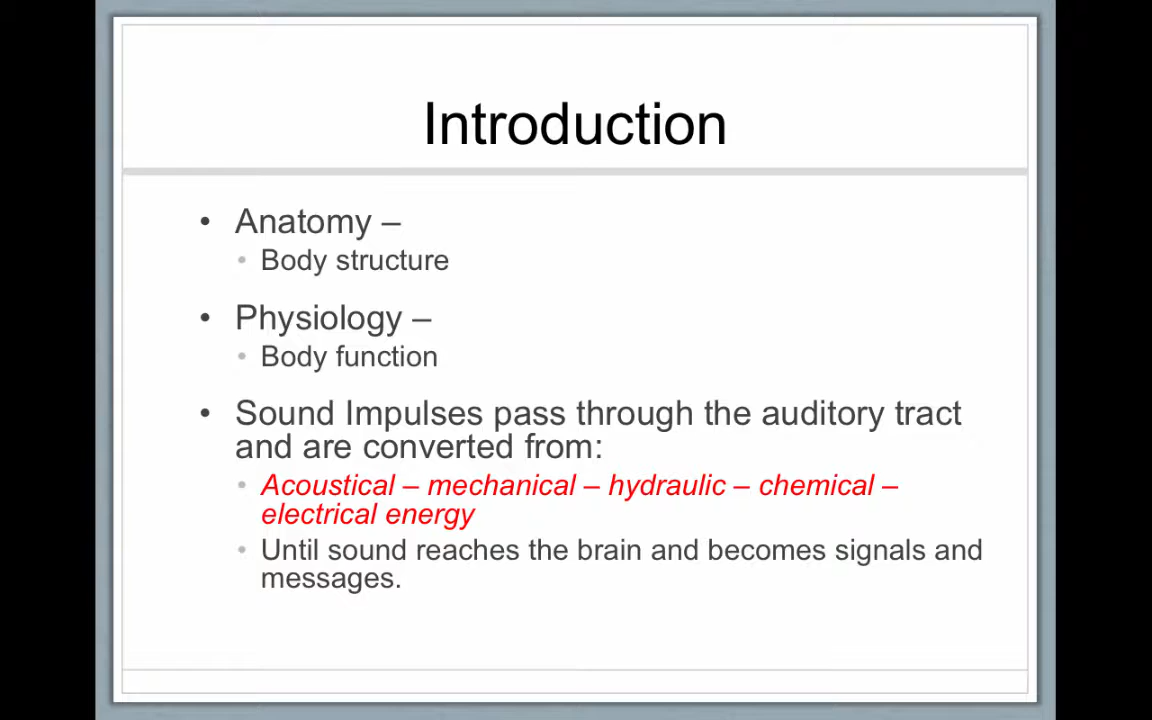 Introduction
• Anatomy –
• Body structure
• Physiology –
• Body function
• Sound Impulses pass through the auditory tract
and are converted from:
• Acoustical – mechanical – hydraulic – chemical –
electrical energy
• Until sound reaches the brain and becomes signals and
messages.